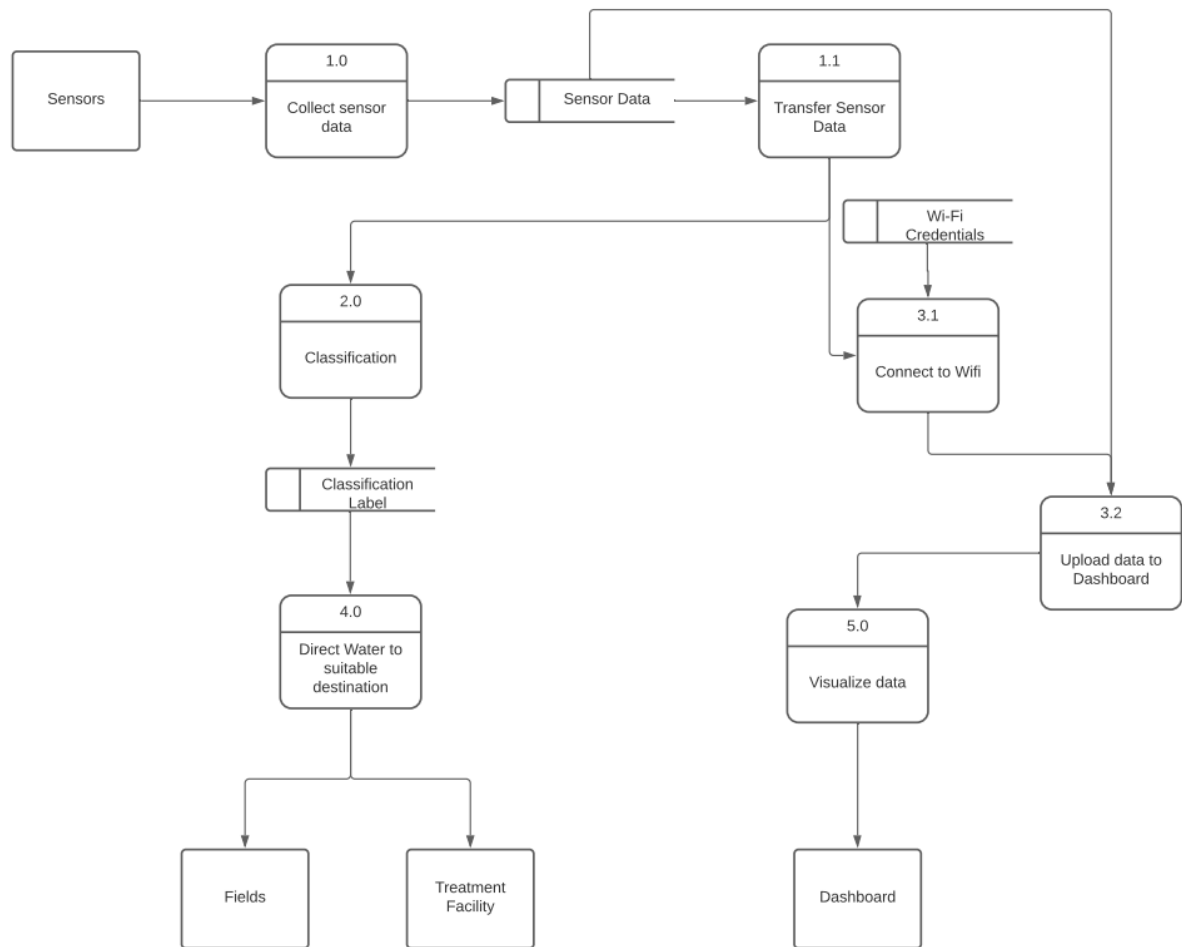 Sensors
1.0
Collect sensor
data
Sensor Data
1.1
Transfer Sensor
Data
Wi-Fi
Credentials
2.0
Classification
3.1
Connect to Wifi
Classification
Label
3.2
Upload data to
Dashboard
4.0
Direct Water to
suitable
destination
5.0
Visualize data
Fields
Treatment
Facility
Dashboard